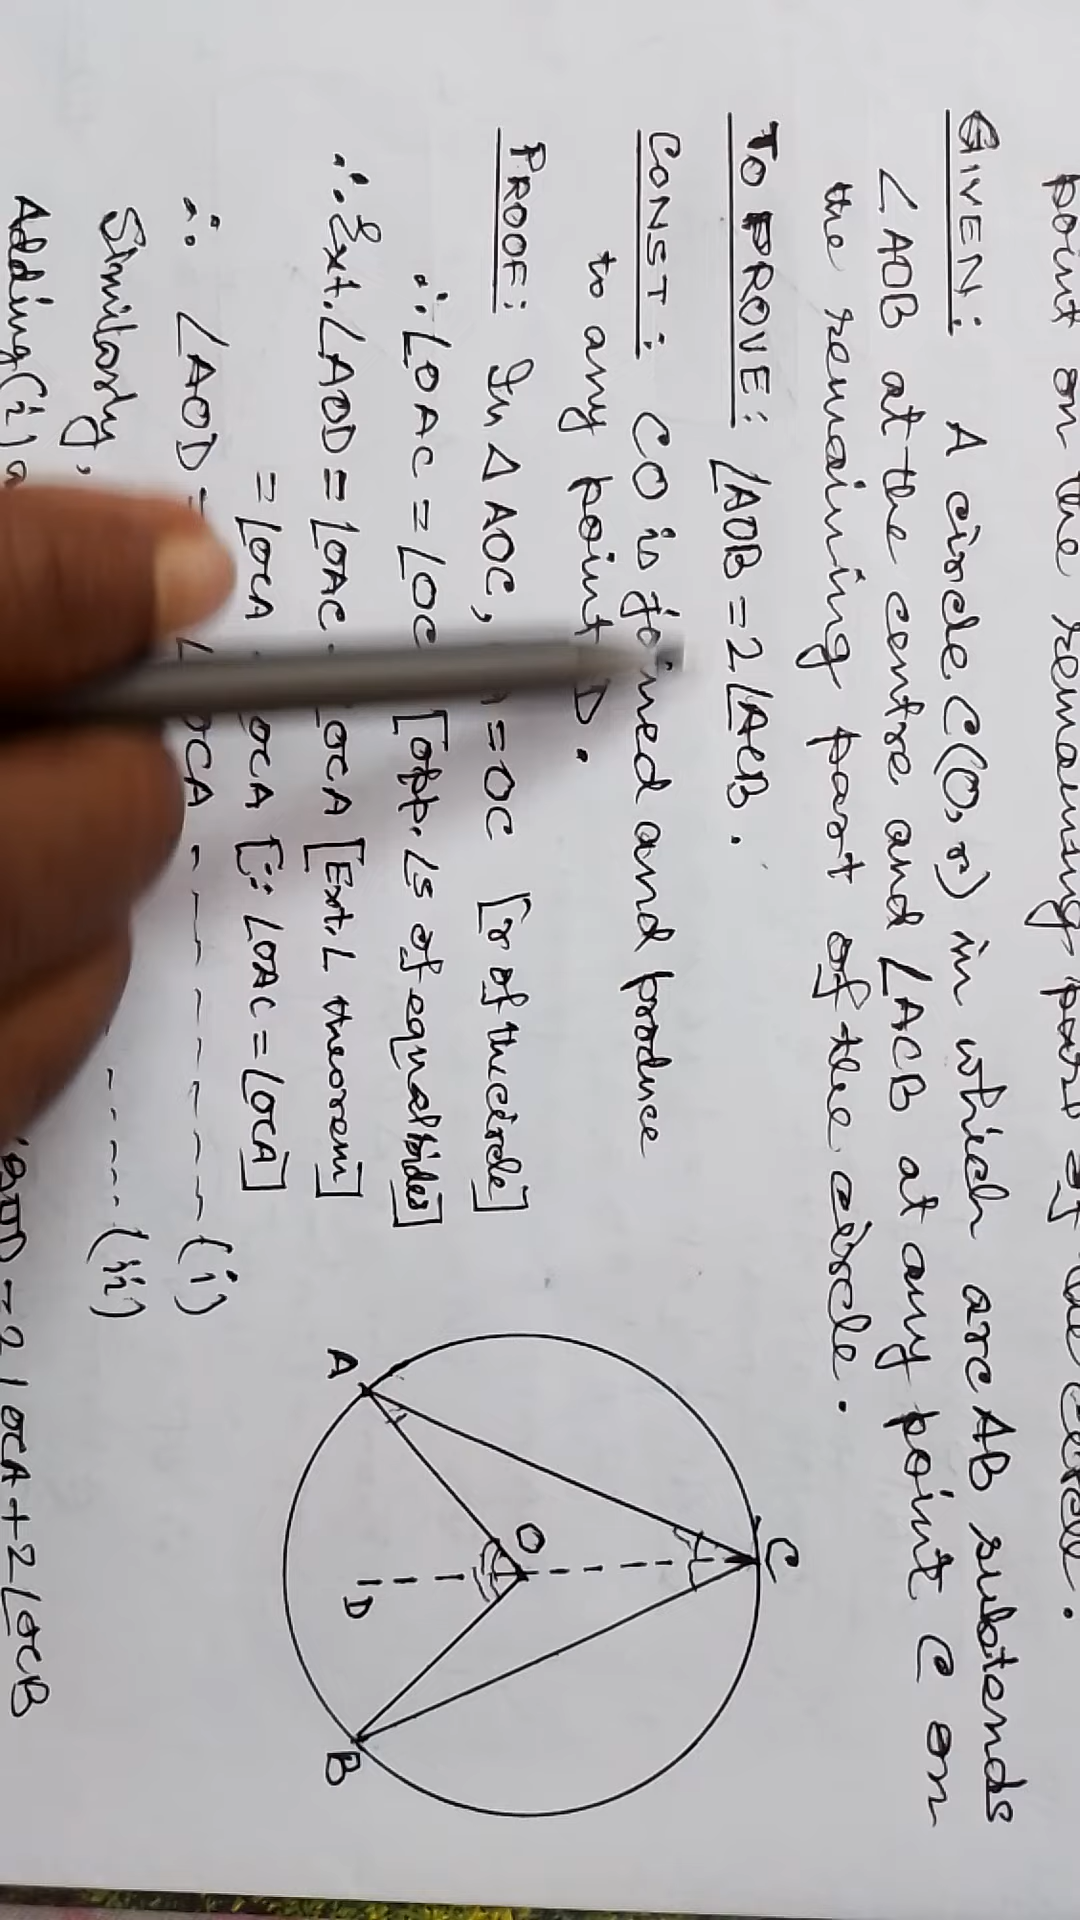 point on the remaining part of the circle.
GIVEN: A circle C(O, r) in which arc AB subtends
∠AOB at the centre and ∠ACB at any point C on
the remaining part of the circle.
TO PROVE: ∠AOB = 2∠ACB.
CONST: CO is joined and produce
to any point D.
PROOF: In △ AOC, = OC [r of the circle]
∴ ∠OAC = ∠OC [opp. ∠s of equal sides]
∴ Ext. ∠AOD = ∠OAC OCA [Ext. ∠ theorem]
= ∠OCA OCA [∵ ∠OAC = ∠OCA]
∴ ∠AOD = OCA - - - - - - - (i)
Similarly, - - - - - (ii)
Adding (i) BOD = 2∠OCA + 2∠OCB
C
O
A
D
B